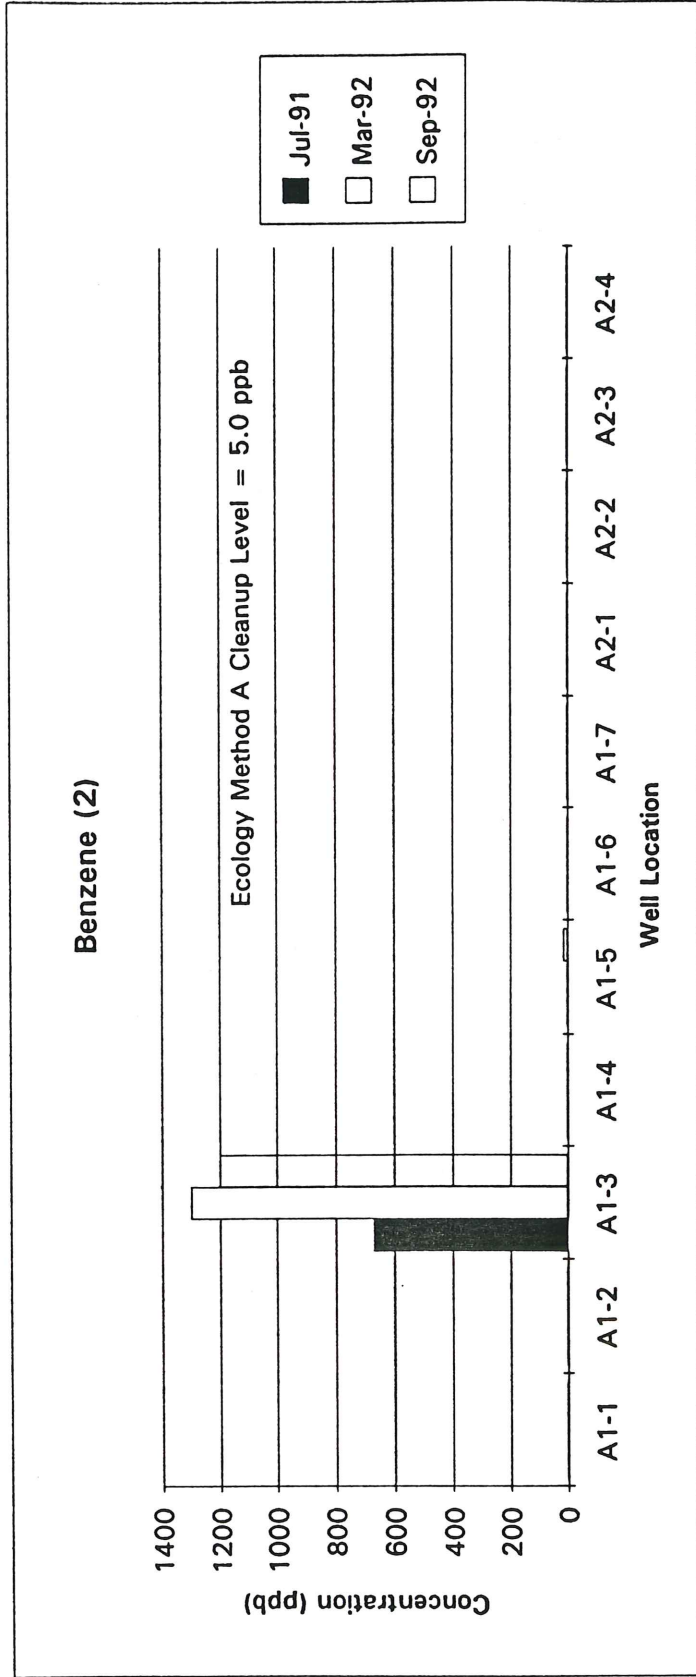 Benzene (2)
1400
1200
1000
800
600
400
200
0
Concentration (ppb)
Ecology Method A Cleanup Level = 5.0 ppb
A1-1 A1-2 A1-3 A1-4 A1-5 A1-6 A1-7 A2-1 A2-2 A2-3 A2-4
Well Location
Jul-91
Mar-92
Sep-92